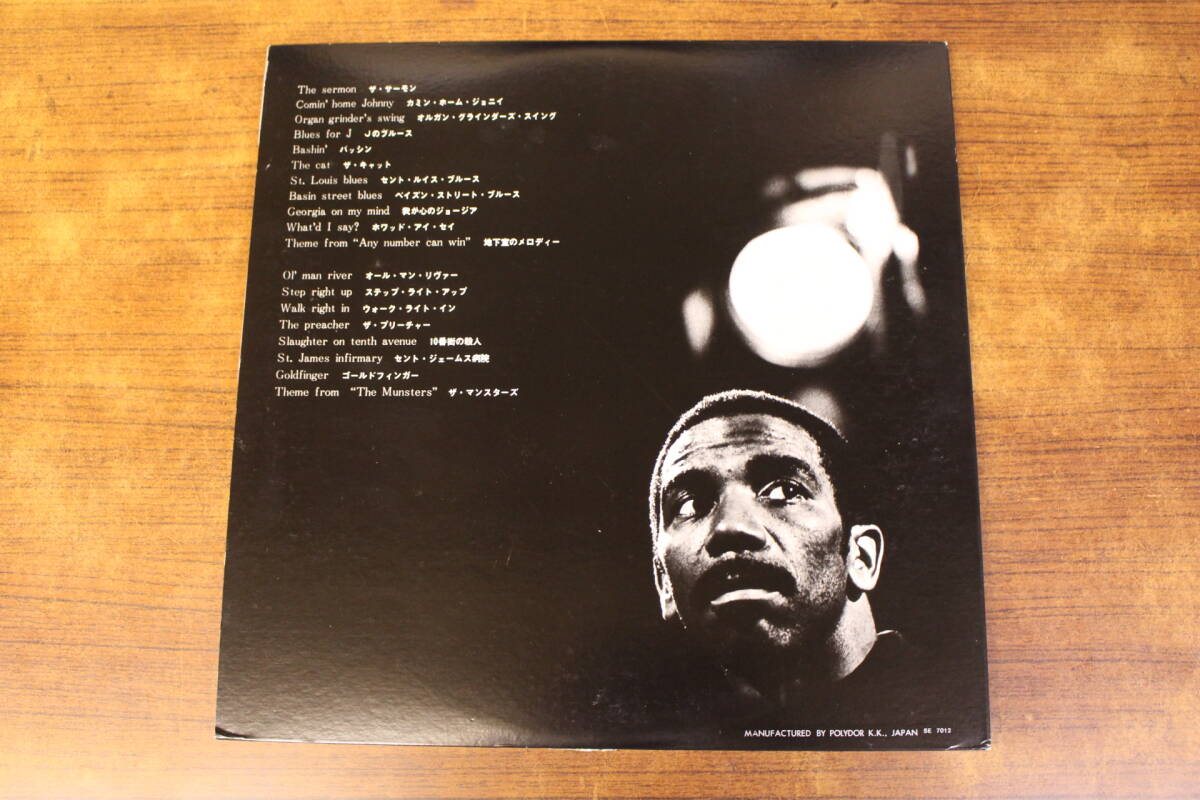 The sermon ザ・サーモン
Comin' home Johnny カミン・ホーム・ジョニイ
Organ grinder's swing オルガン・グラインダーズ・スイング
Blues for J Jのブルース
Bashin' バッシン
The cat ザ・キャット
St. Louis blues セント・ルイス・ブルース
Basin street blues ベイズン・ストリート・ブルース
Georgia on my mind 我が心のジョージア
What'd I say? ホワッド・アイ・セイ
Theme from “Any number can win” 地下室のメロディー
Ol' man river オール・マン・リヴァー
Step right up ステップ・ライト・アップ
Walk right in ウォーク・ライト・イン
The preacher ザ・プリーチャー
Slaughter on tenth avenue 10番街の殺人
St. James infirmary セント・ジェームス病院
Goldfinger ゴールドフィンガー
Theme from “The Munsters” ザ・マンスターズ
MANUFACTURED BY POLYDOR K.K., JAPAN SE 7012